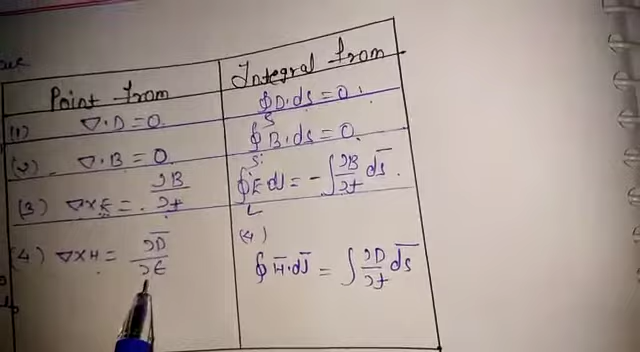 Point from
Integral from
(1) ∇·D=0
∮D·ds=0
S
(2) ∇·B=0
∮B·ds=0
S
(3) ∇×E=-∂B/∂t
∮E dl=-∫∂B/∂t ds
L
(4) ∇×H=∂D/∂t
(4)
∮H·dl=∫∂D/∂t ds